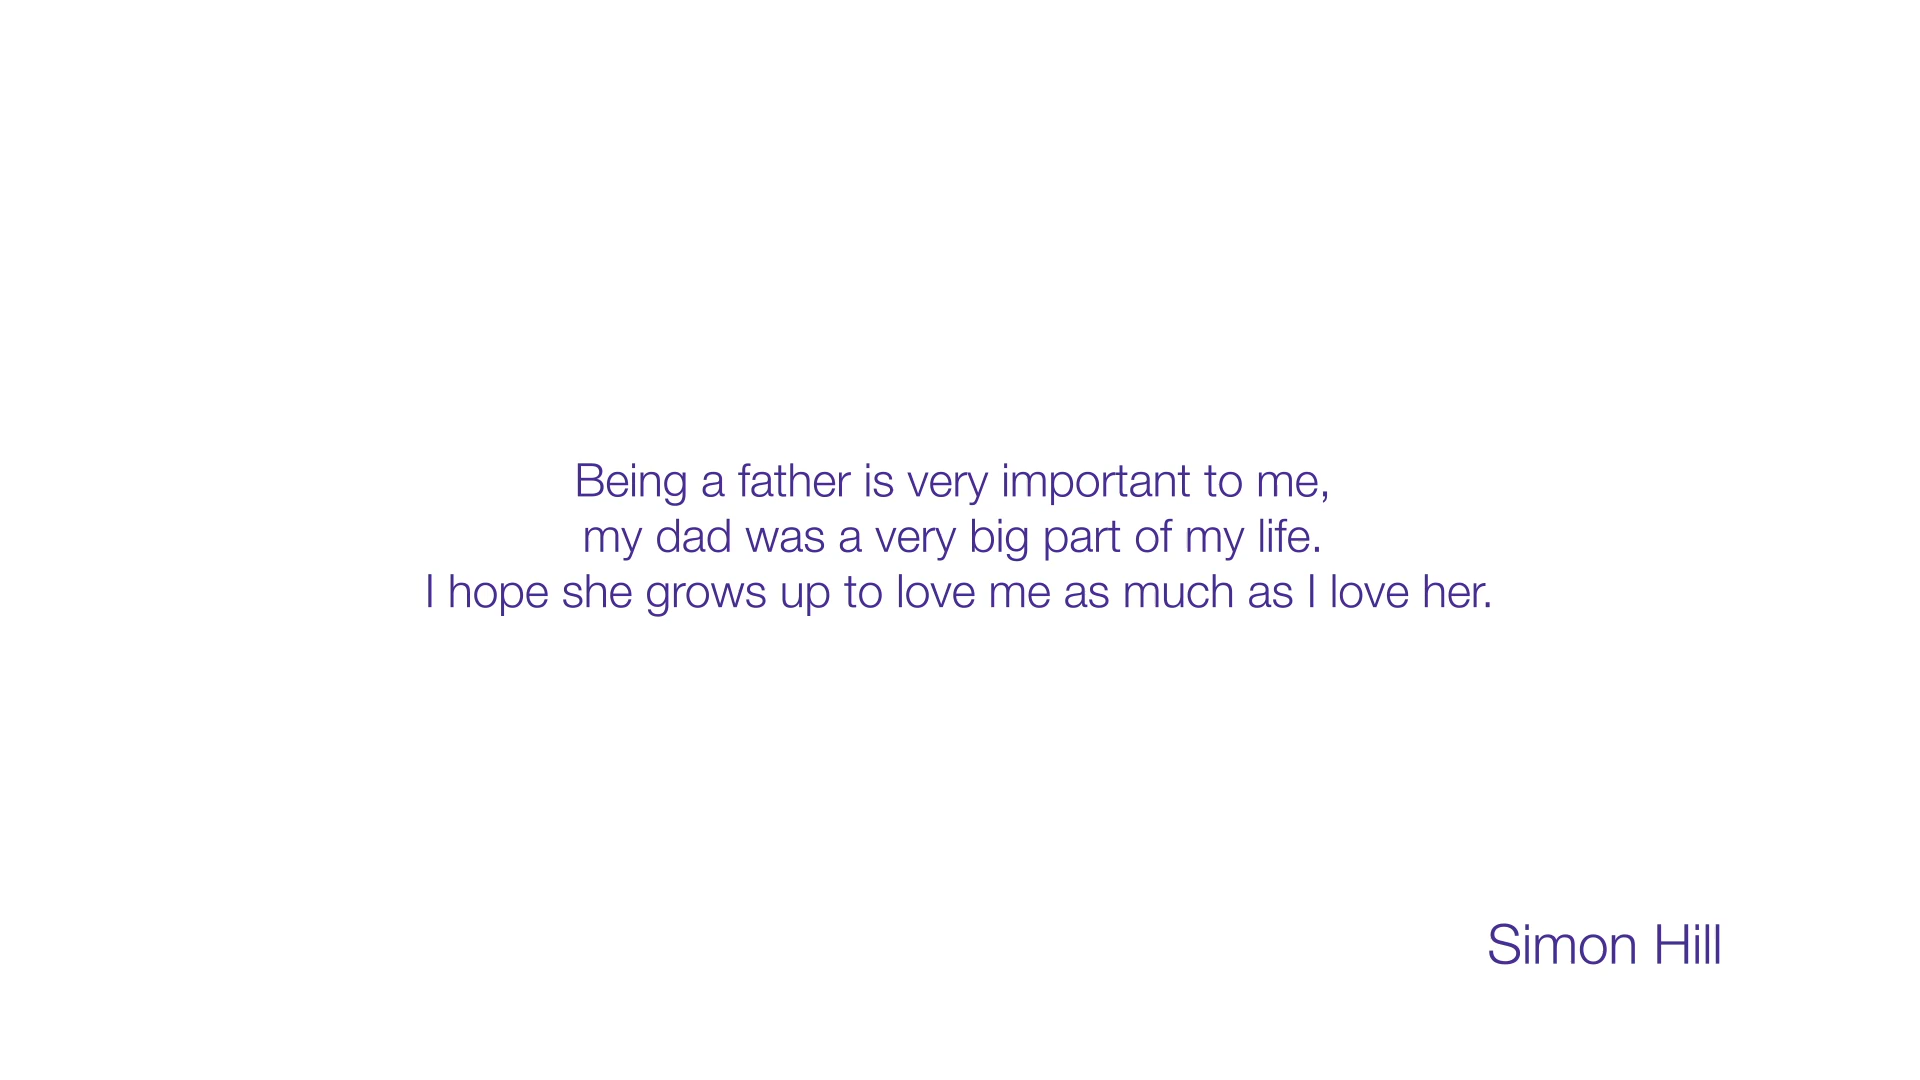 Being a father is very important to me,
my dad was a very big part of my life.
I hope she grows up to love me as much as I love her.
Simon Hill